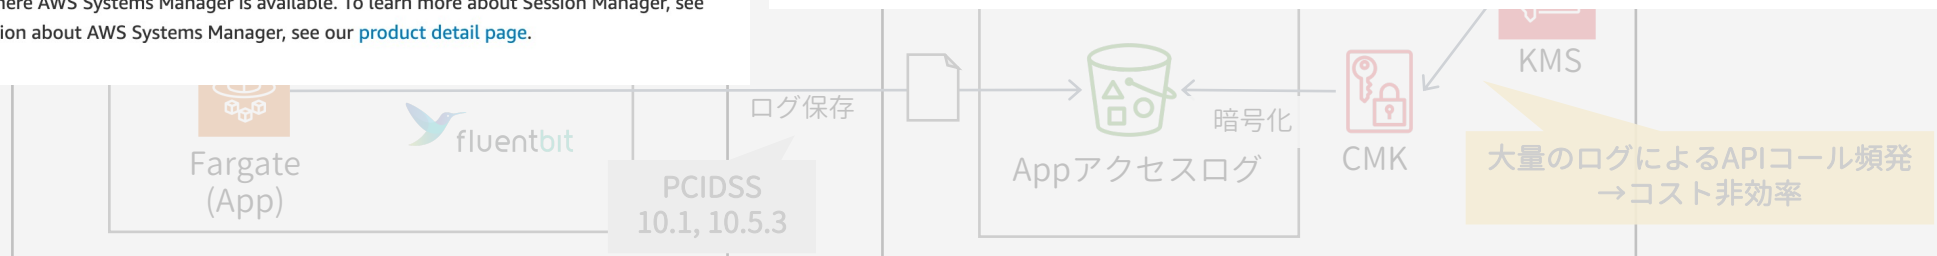 here AWS Systems Manager is available. To learn more about Session Manager, see
ion about AWS Systems Manager, see our product detail page.
KMS
ログ保存
暗号化
fluentbit
Fargate
(App)
Appアクセスログ
CMK
大量のログによるAPIコール頻発
→コスト非効率
PCIDSS
10.1, 10.5.3